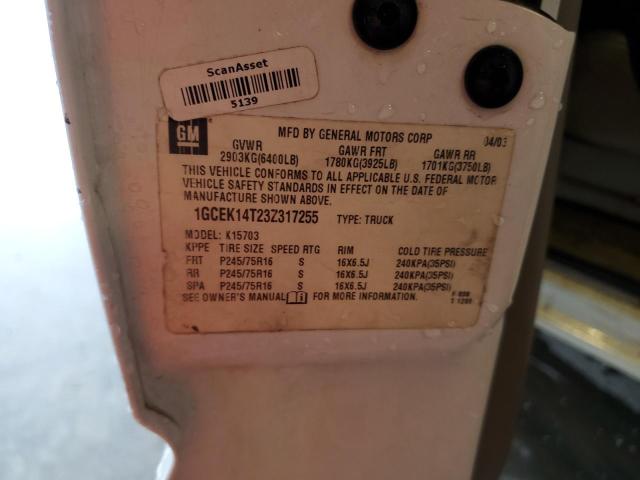 ScanAsset
5139
GM
MFD BY GENERAL MOTORS CORP 04/03
GVWR GAWR FRT GAWR RR
2903KG(6400LB) 1780KG(3925LB) 1701KG(3750LB)
THIS VEHICLE CONFORMS TO ALL APPLICABLE U.S. FEDERAL MOTOR
VEHICLE SAFETY STANDARDS IN EFFECT ON THE DATE OF
MANUFACTURE SHOWN ABOVE.
1GCEK14T23Z317255 TYPE: TRUCK
MODEL: K15703
KPPE TIRE SIZE SPEED RTG RIM COLD TIRE PRESSURE
FRT P245/75R16 S 16X6.5J 240KPA(35PSI)
RR P245/75R16 S 16X6.5J 240KPA(35PSI)
SPA P245/75R16 S 16X6.5J 240KPA(35PSI)
SEE OWNER'S MANUAL FOR MORE INFORMATION.